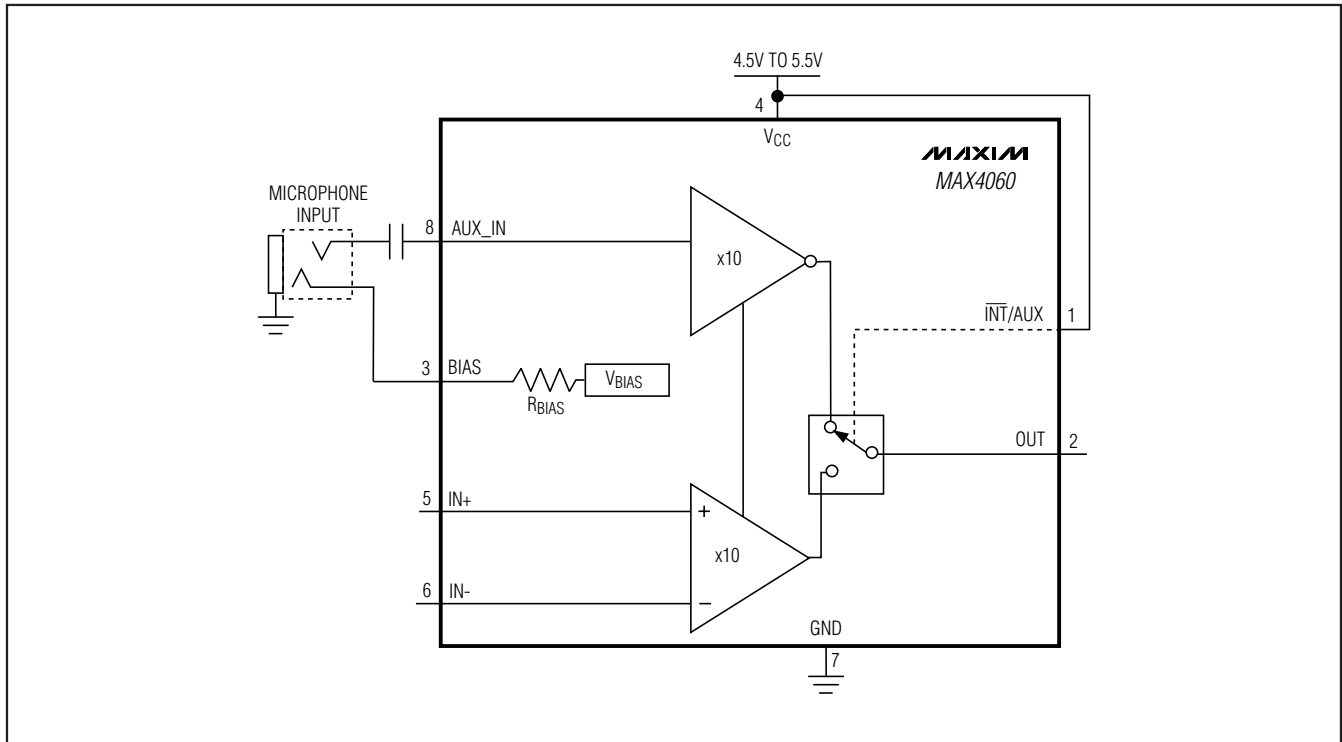 4.5V TO 5.5V
4
VCC
MAXIM
MAX4060
MICROPHONE
INPUT
8
AUX_IN
x10
INT/AUX
1
3
BIAS
VBIAS
RBIAS
OUT
2
5
IN+
+
x10
6
IN-
−
GND
7